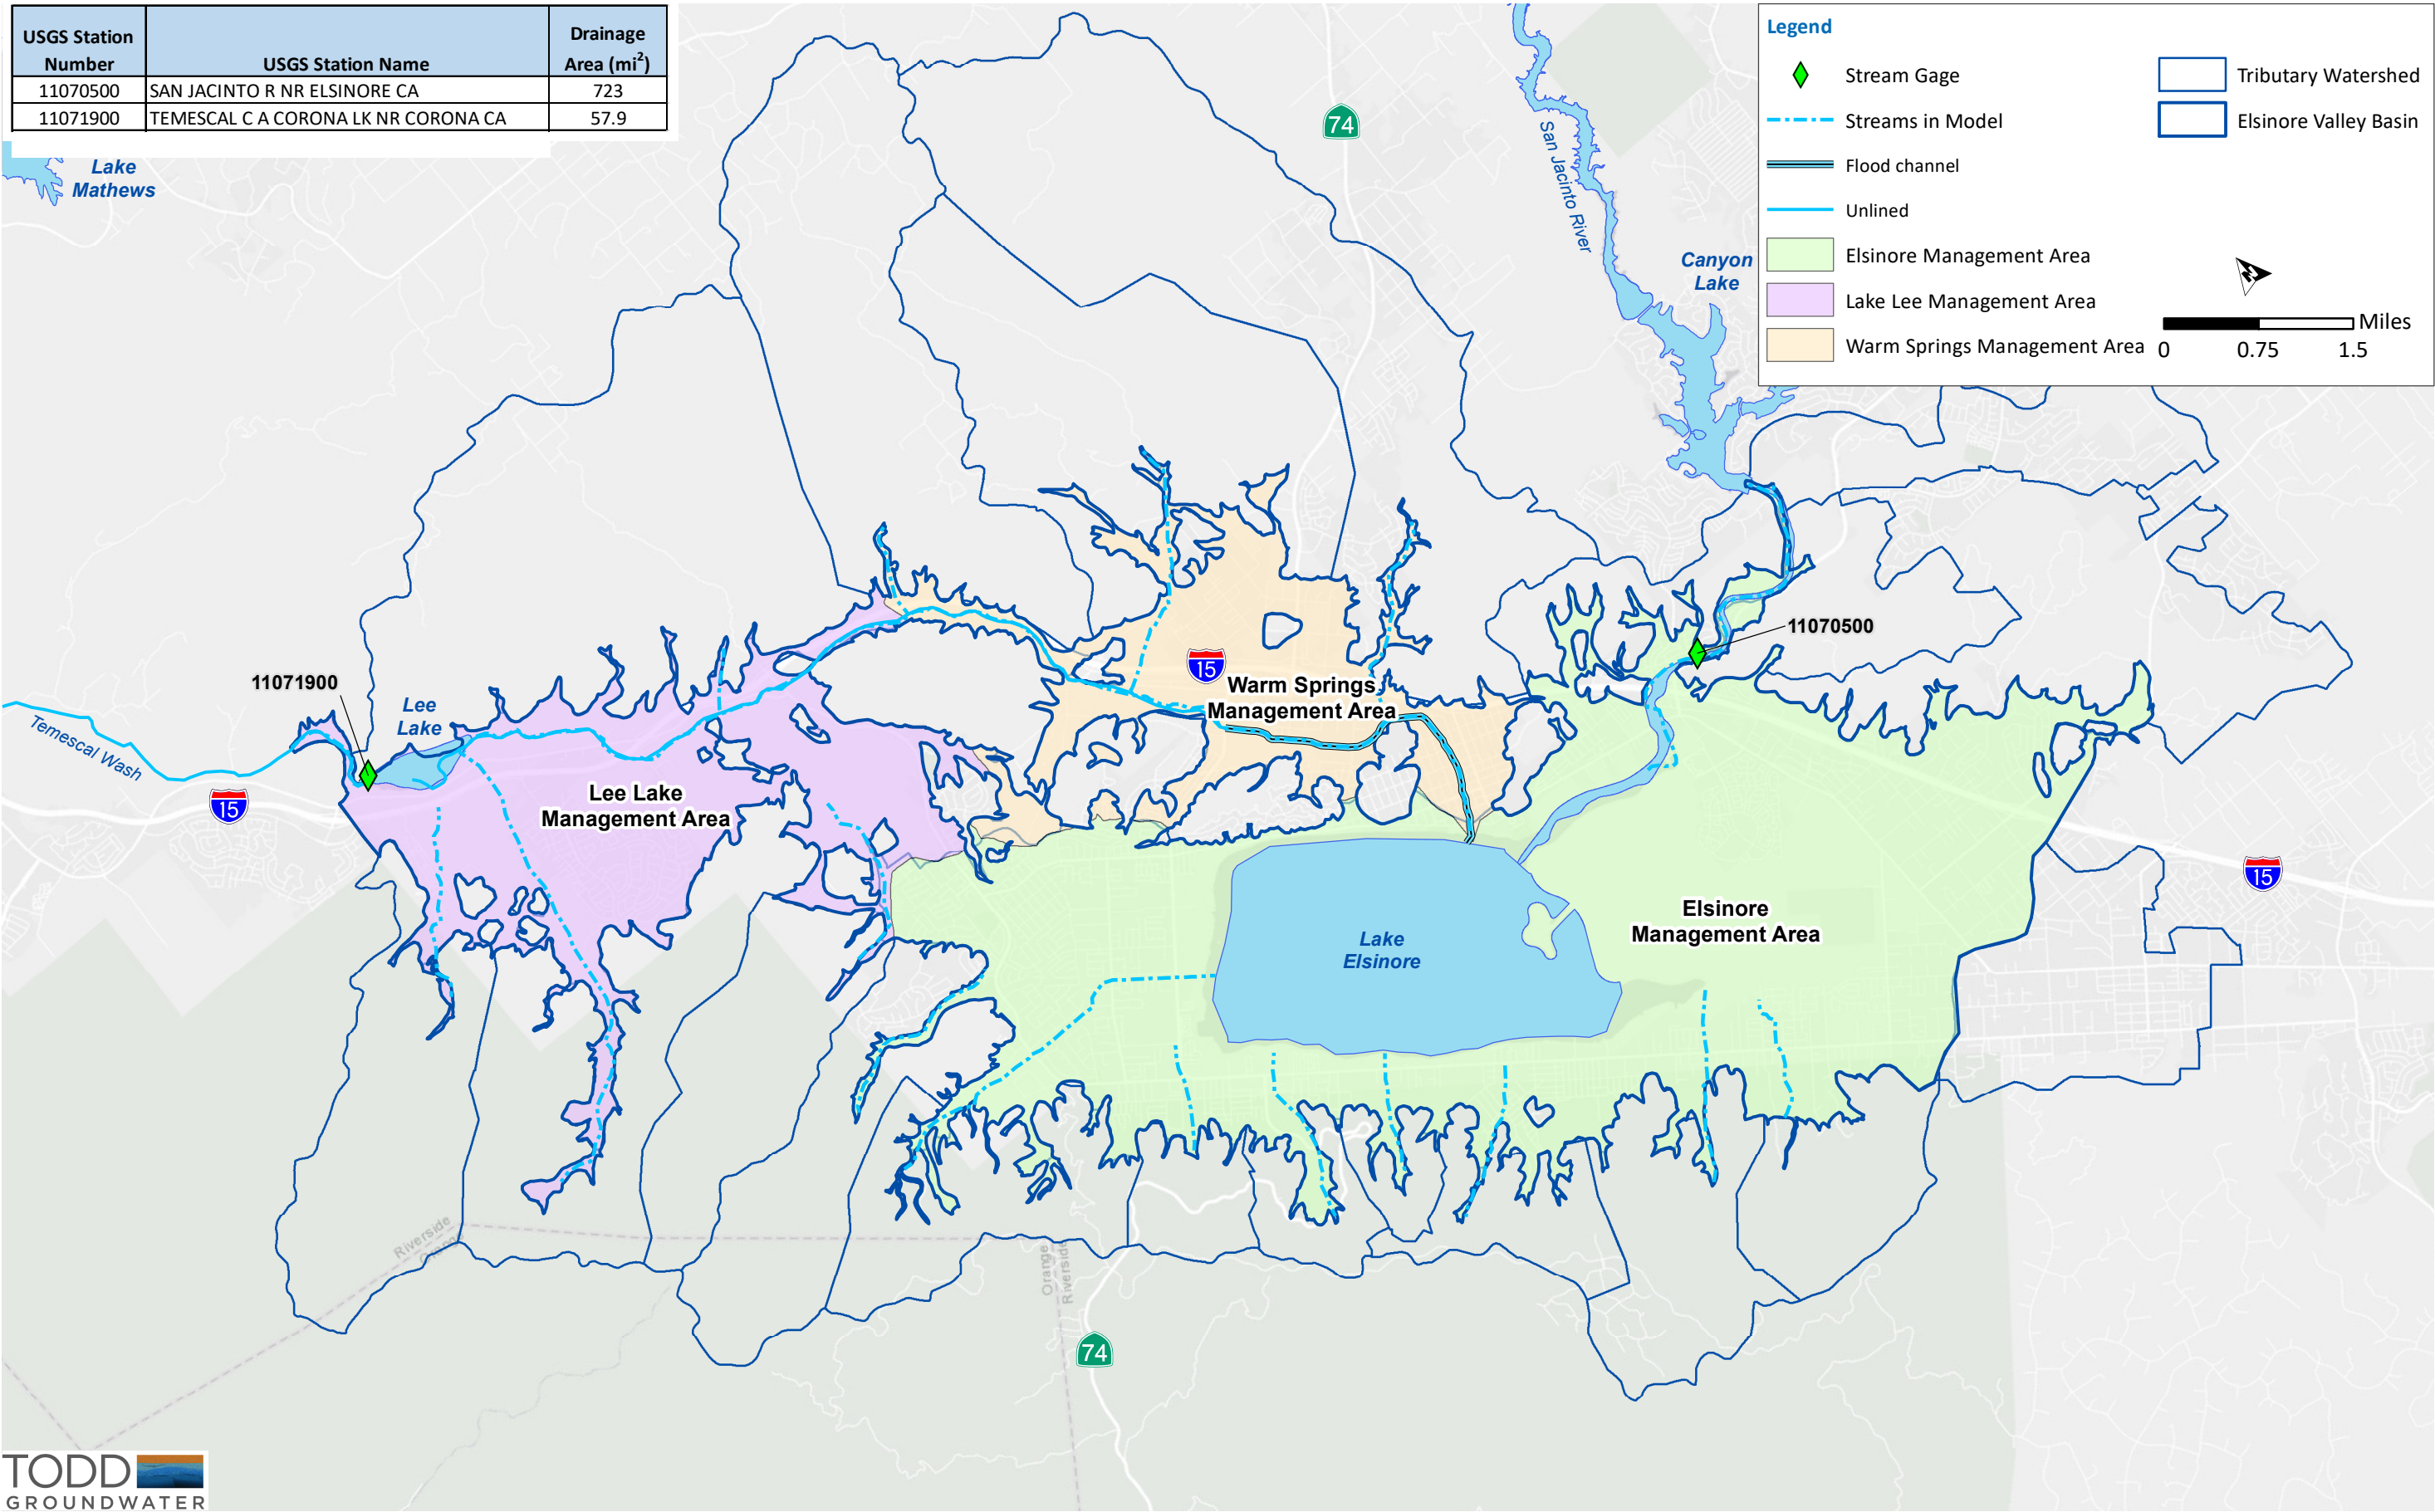 USGS Station Number
USGS Station Name
Drainage Area (mi²)
11070500 SAN JACINTO R NR ELSINORE CA 723
11071900 TEMESCAL C A CORONA LK NR CORONA CA 57.9
Legend
Stream Gage
Streams in Model
Flood channel
Unlined
Elsinore Management Area
Lake Lee Management Area
Warm Springs Management Area
Tributary Watershed
Elsinore Valley Basin
N
Miles
0 0.75 1.5
Lake
Mathews
74
San Jacinto River
Canyon
Lake
11070500
15
Warm Springs
Management Area
11071900
Lee
Lake
Temescal Wash
15
Lee Lake
Management Area
15
Elsinore
Management Area
Lake
Elsinore
Riverside
Orange
Orange
Riverside
74
TODD
GROUNDWATER